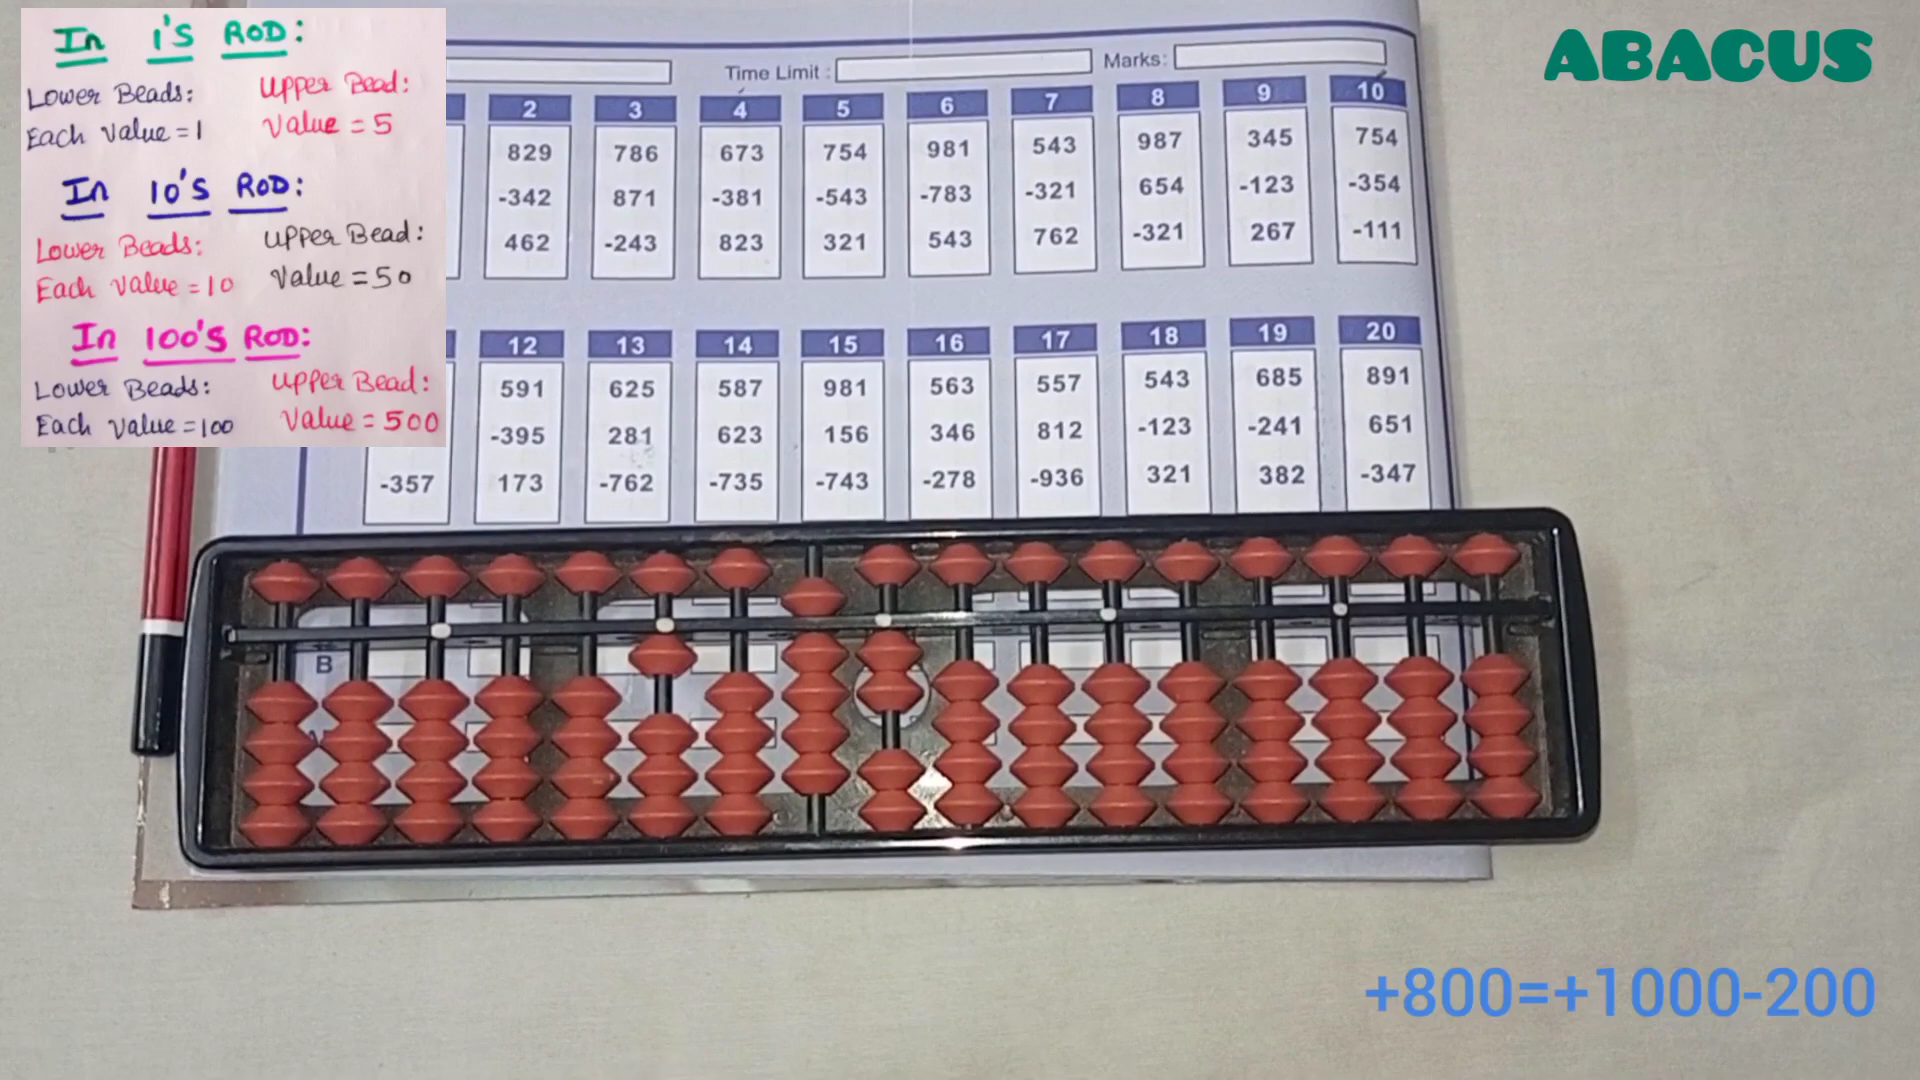 In 1'S ROD:
Lower Beads: Upper Bead:
Each Value = 1 Value = 5
In 10'S ROD:
Lower Beads: Upper Bead:
Each Value = 10 Value = 50
In 100'S ROD:
Lower Beads: Upper Bead:
Each Value = 100 Value = 500
ABACUS
Time Limit : Marks:
2 3 4 5 6 7 8 9 10
829 786 673 754 981 543 987 345 754
-342 871 -381 -543 -783 -321 654 -123 -354
462 -243 823 321 543 762 -321 267 -111
12 13 14 15 16 17 18 19 20
591 625 587 981 563 557 543 685 891
-395 281 623 156 346 812 -123 -241 651
-357 173 -762 -735 -743 -278 -936 321 382 -347
B
+800=+1000-200